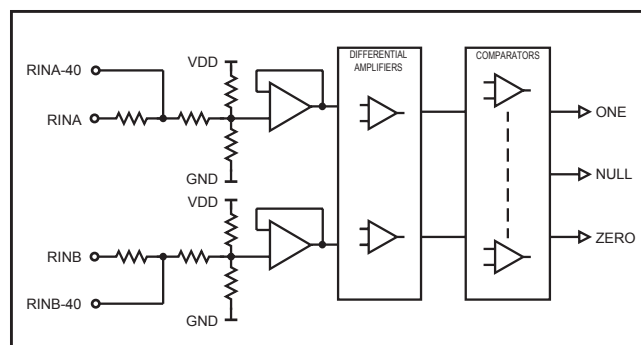 VDD
DIFFERENTIAL
AMPLIFIERS
COMPARATORS
RINA-40
RINA
ONE
GND
NULL
VDD
RINB
ZERO
RINB-40
GND